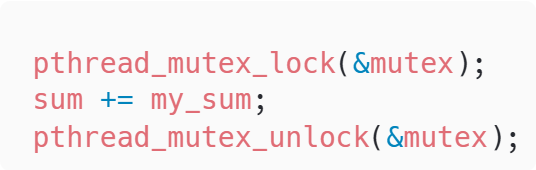 pthread_mutex_lock(&mutex);
sum += my_sum;
pthread_mutex_unlock(&mutex);